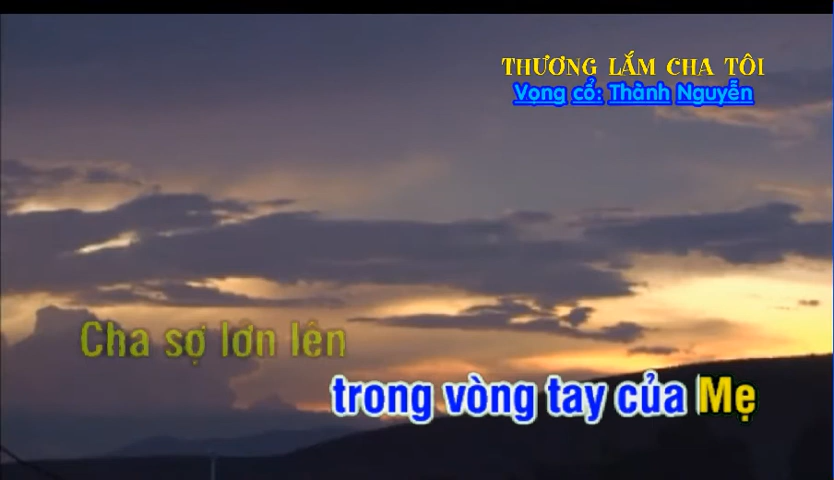 THƯƠNG LẮM CHA TÔI
Vọng cổ: Thành Nguyễn
Cha sợ lớn lên
trong vòng tay của Mẹ